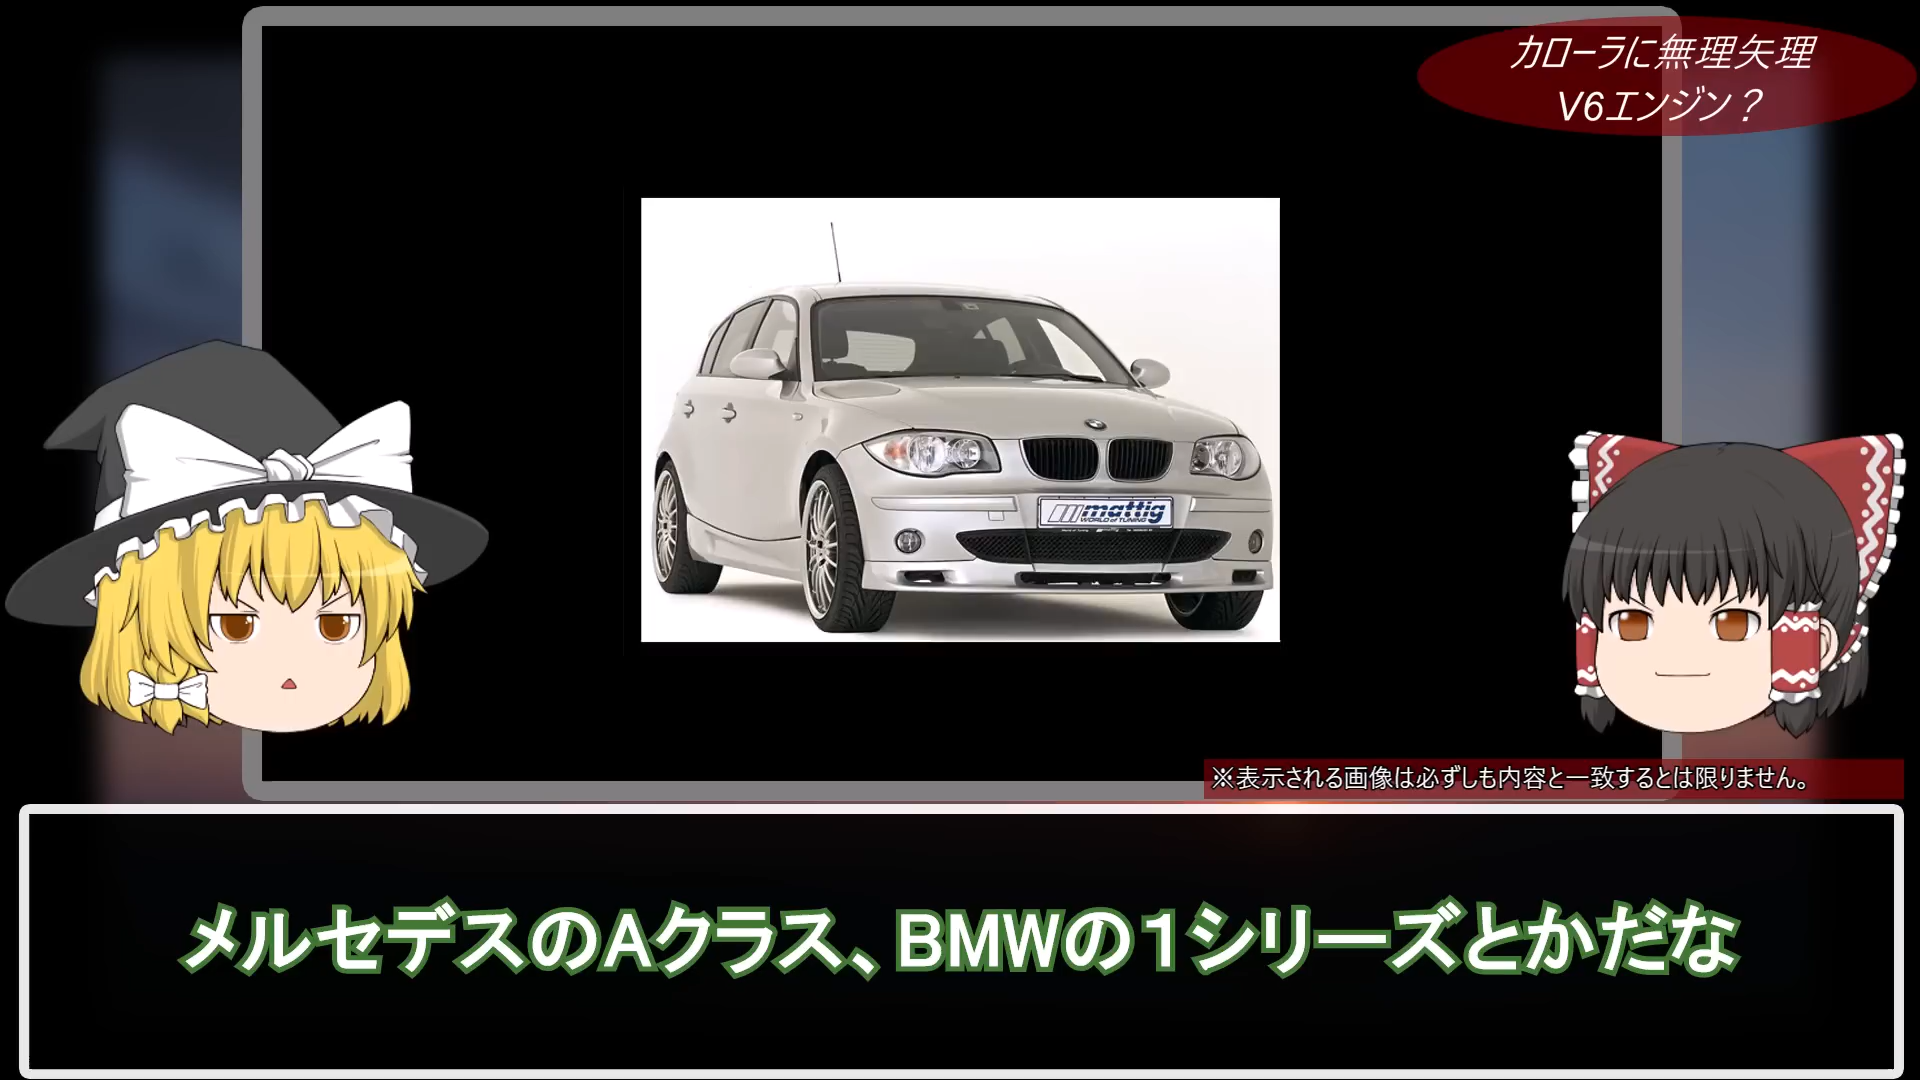 カローラに無理矢理
V6エンジン？
mattig
WORLD of TUNING
※表示される画像は必ずしも内容と一致するとは限りません。
メルセデスのAクラス、BMWの１シリーズとかだな